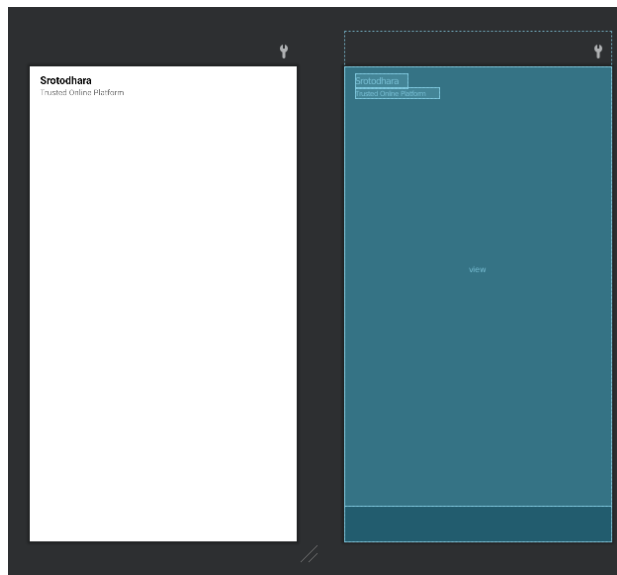 Srotodhara
Trusted Online Platform
Srotodhara
Trusted Online Platform
view